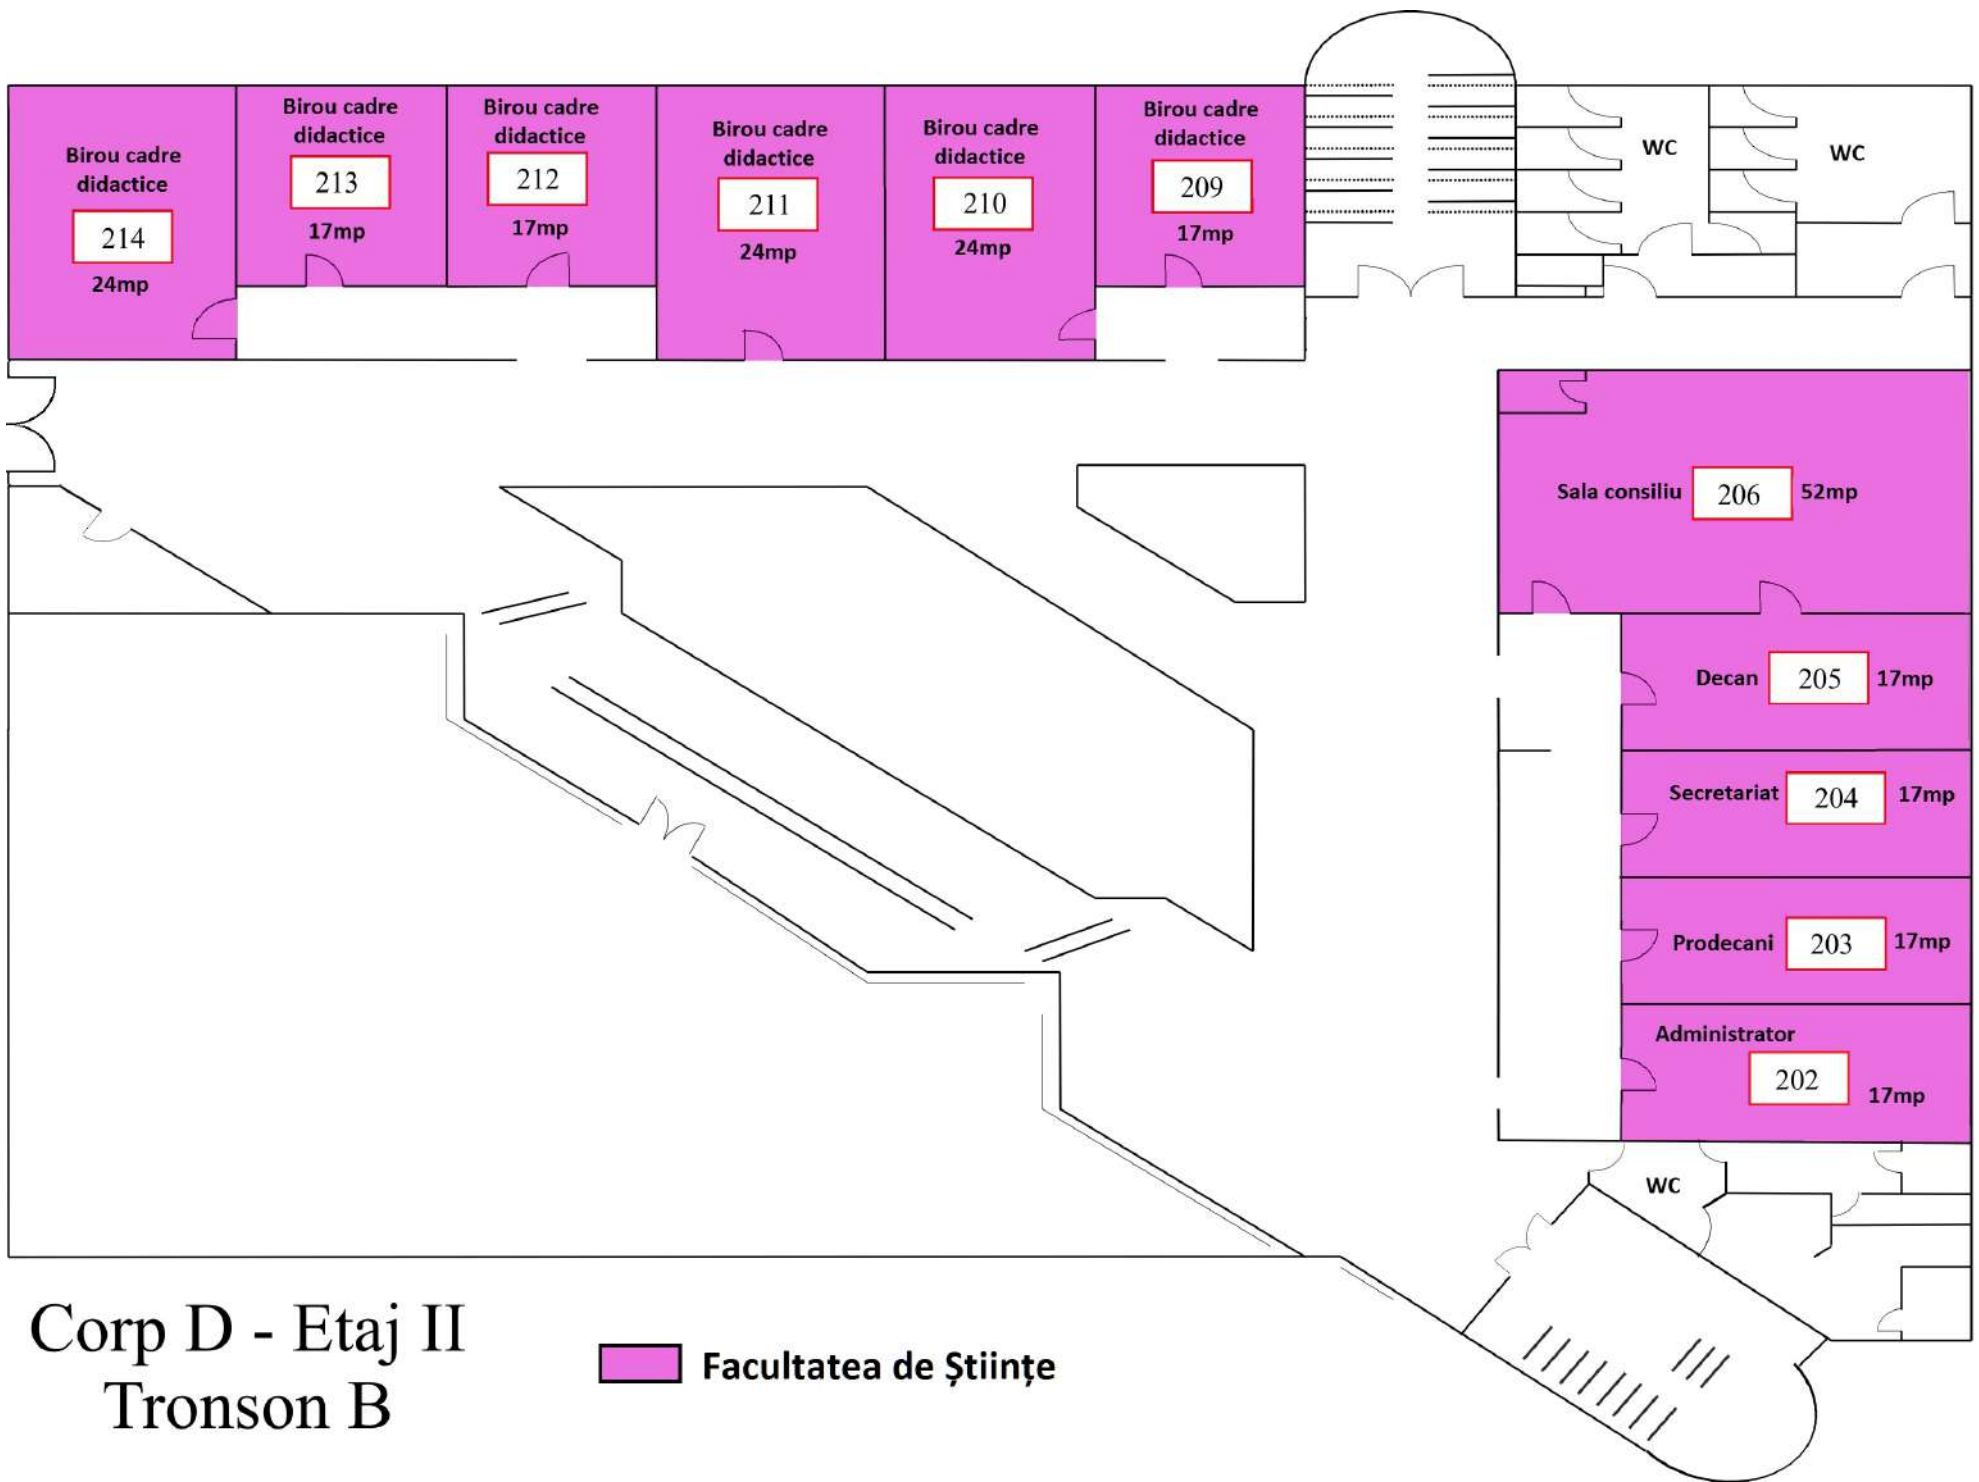 Birou cadre
didactice
214
24mp
Birou cadre
didactice
213
17mp
Birou cadre
didactice
212
17mp
Birou cadre
didactice
211
24mp
Birou cadre
didactice
210
24mp
Birou cadre
didactice
209
17mp
WC
WC
Sala consiliu 206 52mp
Decan 205 17mp
Secretariat 204 17mp
Prodecani 203 17mp
Administrator
202
17mp
WC
Corp D - Etaj II
Tronson B
Facultatea de Științe